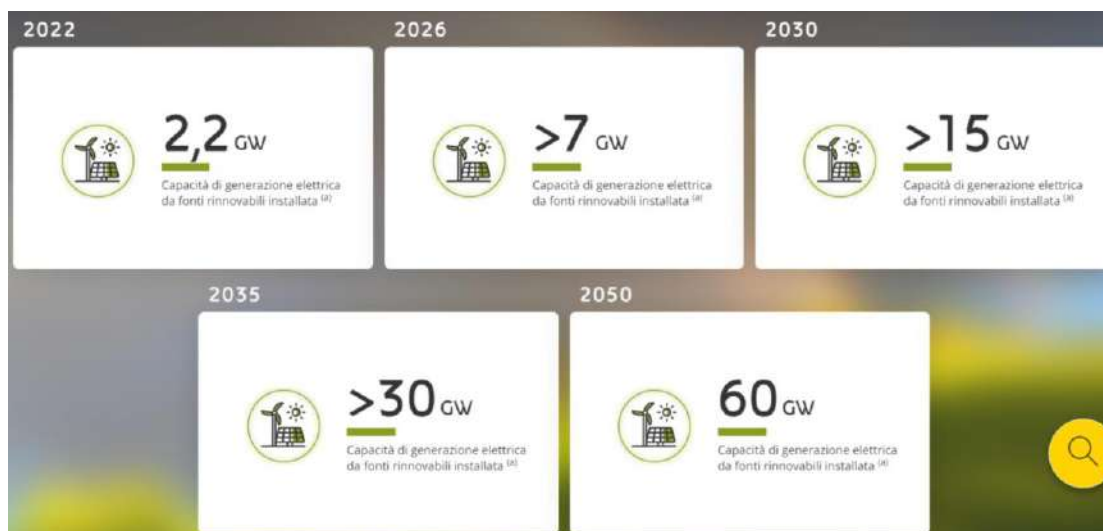 2022
2,2 GW
Capacità di generazione elettrica
da fonti rinnovabili installata (a)
2026
>7 GW
Capacità di generazione elettrica
da fonti rinnovabili installata (a)
2030
>15 GW
Capacità di generazione elettrica
da fonti rinnovabili installata (a)
2035
>30 GW
Capacità di generazione elettrica
da fonti rinnovabili installata (a)
2050
60 GW
Capacità di generazione elettrica
da fonti rinnovabili installata (a)